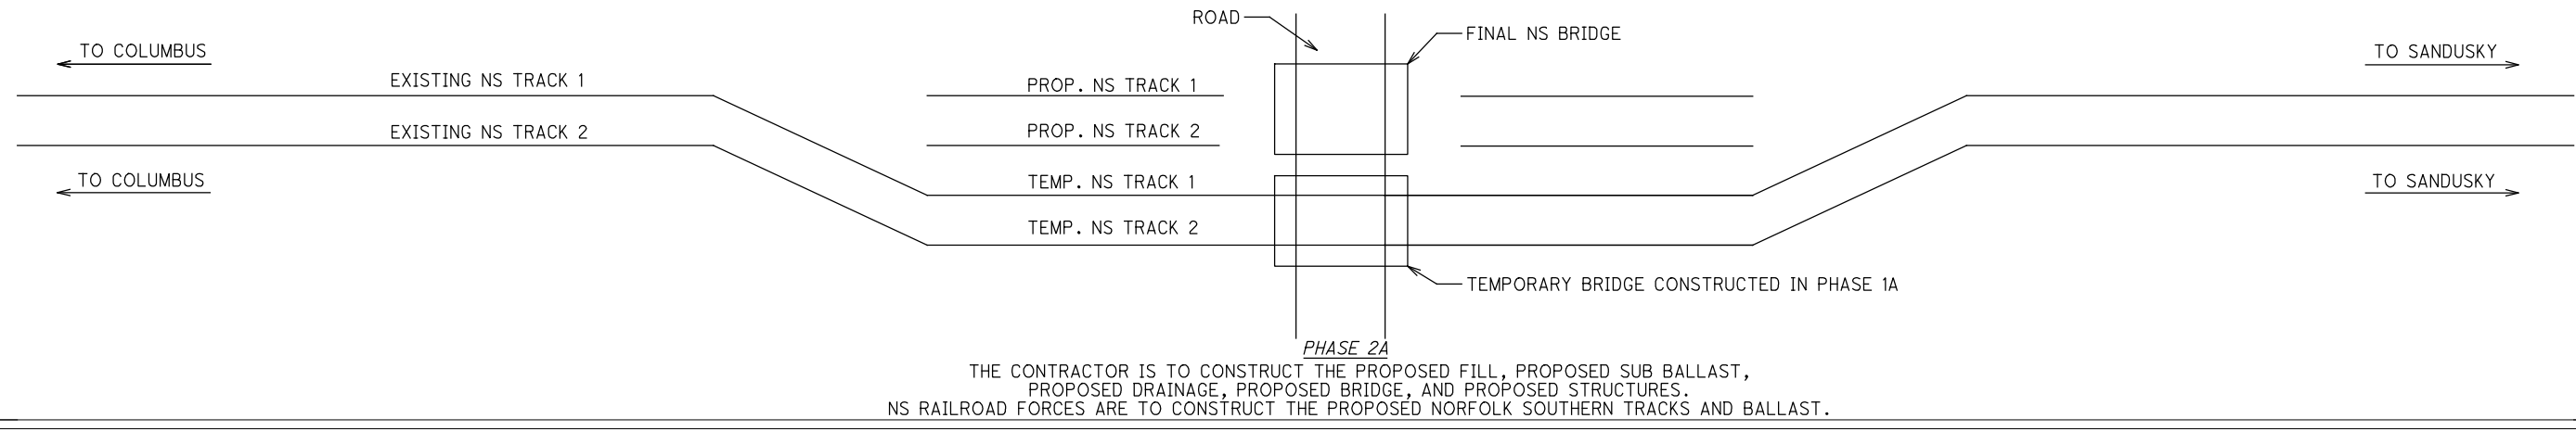 ROAD
FINAL NS BRIDGE
TO COLUMBUS
TO SANDUSKY
EXISTING NS TRACK 1
PROP. NS TRACK 1
EXISTING NS TRACK 2
PROP. NS TRACK 2
TO COLUMBUS
TEMP. NS TRACK 1
TO SANDUSKY
TEMP. NS TRACK 2
TEMPORARY BRIDGE CONSTRUCTED IN PHASE 1A
PHASE 2A
THE CONTRACTOR IS TO CONSTRUCT THE PROPOSED FILL, PROPOSED SUB BALLAST,
PROPOSED DRAINAGE, PROPOSED BRIDGE, AND PROPOSED STRUCTURES.
NS RAILROAD FORCES ARE TO CONSTRUCT THE PROPOSED NORFOLK SOUTHERN TRACKS AND BALLAST.